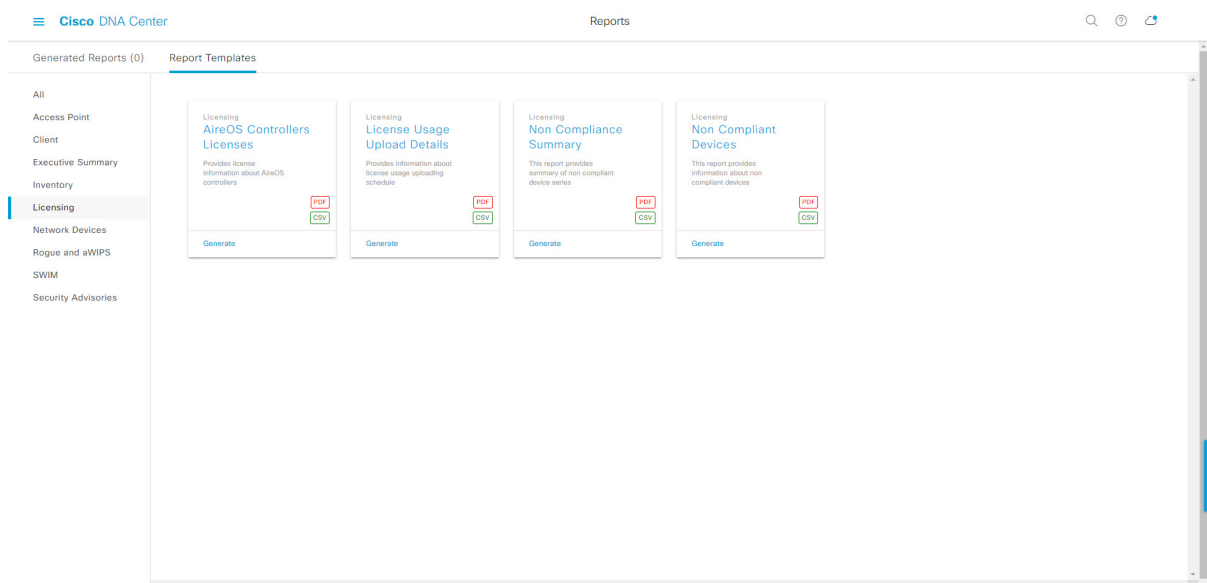 Cisco DNA Center
Reports
Generated Reports (0)
Report Templates
All
Access Point
Client
Executive Summary
Inventory
Licensing
Network Devices
Rogue and aWIPS
SWIM
Security Advisories
Licensing
AireOS Controllers
Licenses
Provides license
information about AireOS
controllers
PDF
CSV
Generate
Licensing
License Usage
Upload Details
Provides information about
license usage uploading
schedule
PDF
CSV
Generate
Licensing
Non Compliance
Summary
This report provides
summary of non compliant
device series
PDF
CSV
Generate
Licensing
Non Compliant
Devices
This report provides
information about non
compliant devices
PDF
CSV
Generate